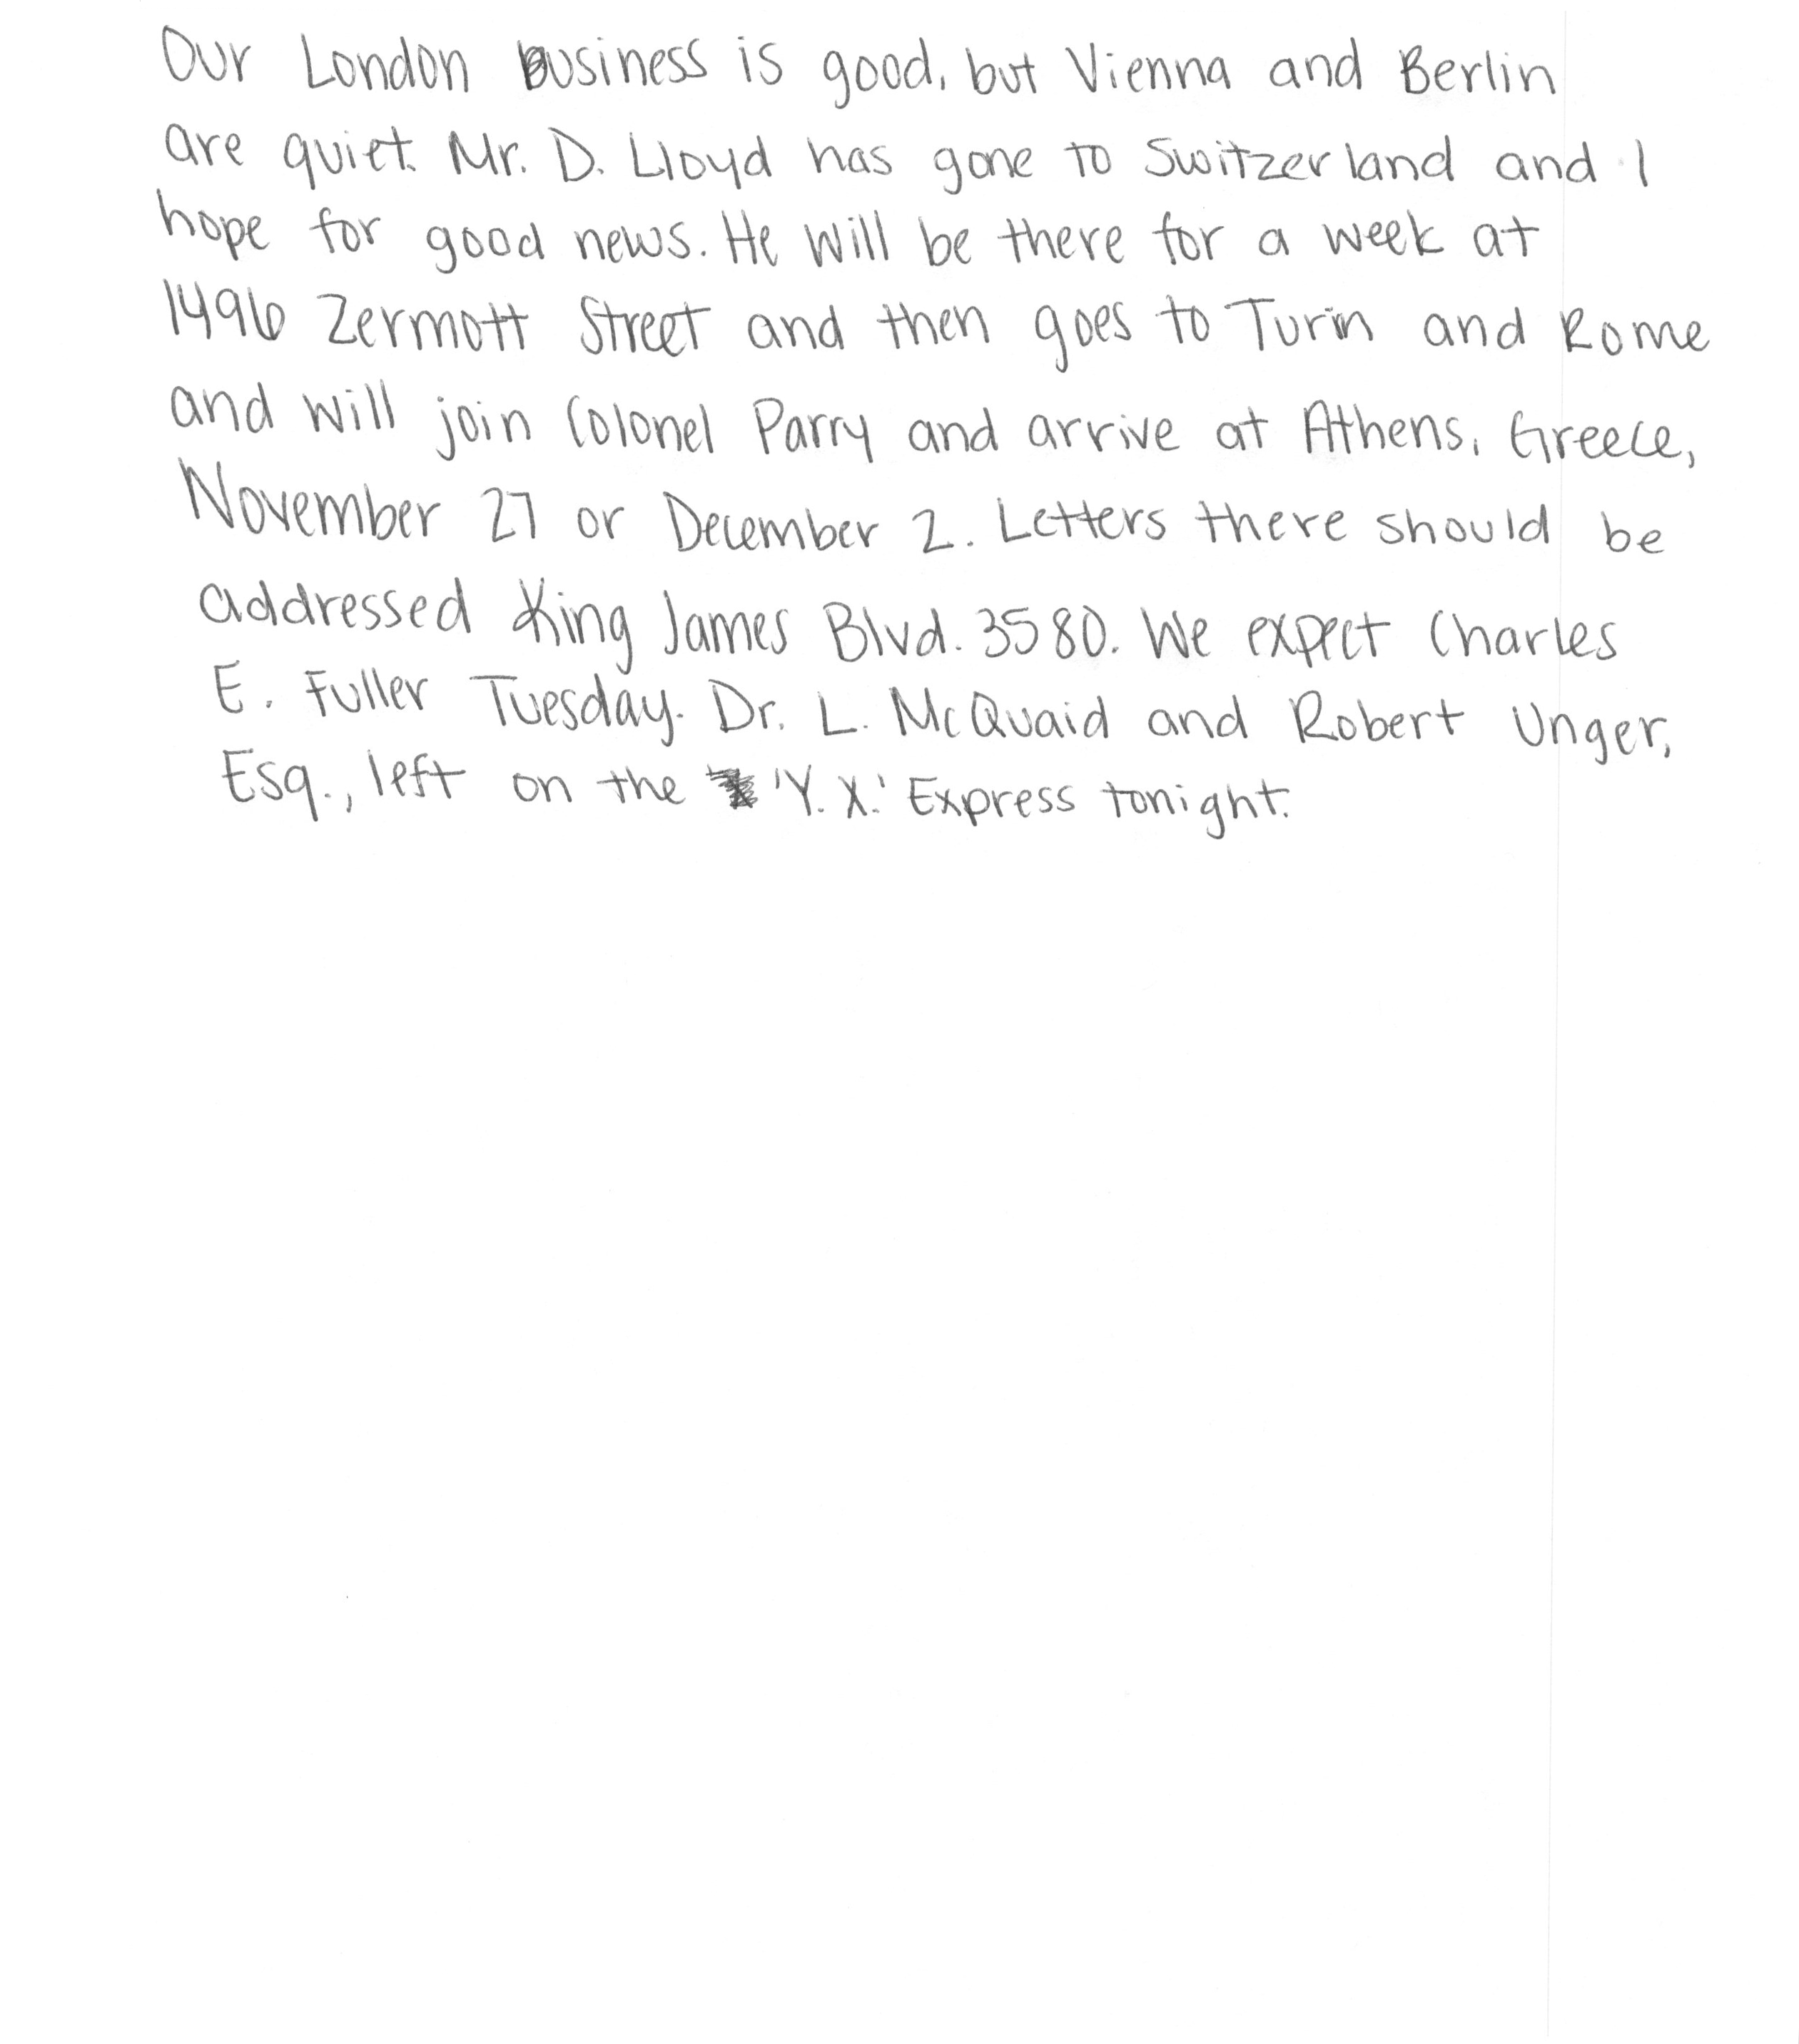 Our London business is good, but Vienna and Berlin
are quiet. Mr. D. Lloyd has gone to Switzerland and I
hope for good news. He will be there for a week at
1496 Zermott Street and then goes to Turin and Rome
and will join Colonel Parry and arrive at Athens, Greece,
November 27 or December 2. Letters there should be
addressed King James Blvd. 3580. We expect Charles
E. Fuller Tuesday. Dr. L. McQuaid and Robert Unger,
Esq., left on the 'Y. X.' Express tonight.